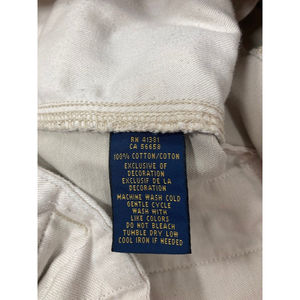 RN 41381
CA 56658
100% COTTON/COTON
EXCLUSIVE OF
DECORATION
EXCLUSIF DE LA
DECORATION
MACHINE WASH COLD
GENTLE CYCLE
WASH WITH
LIKE COLORS
DO NOT BLEACH
TUMBLE DRY LOW
COOL IRON IF NEEDED